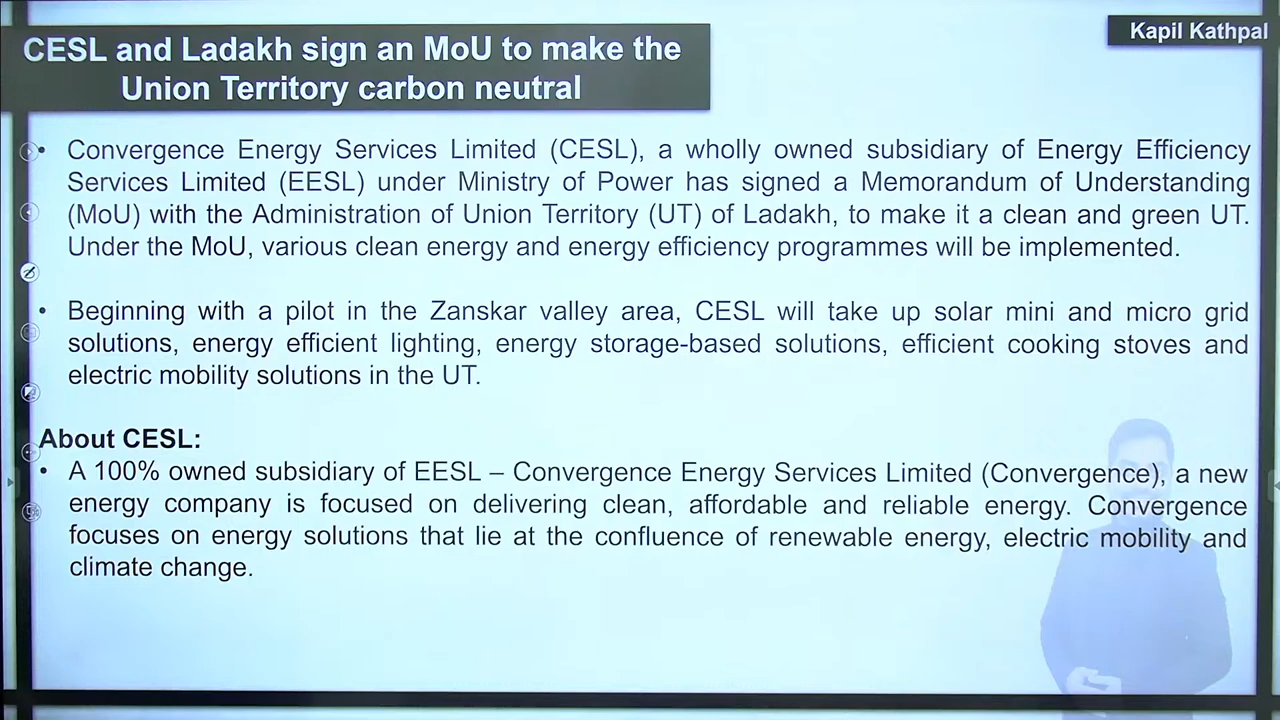 CESL and Ladakh sign an MoU to make the
Union Territory carbon neutral
Kapil Kathpal
• Convergence Energy Services Limited (CESL), a wholly owned subsidiary of Energy Efficiency
Services Limited (EESL) under Ministry of Power has signed a Memorandum of Understanding
(MoU) with the Administration of Union Territory (UT) of Ladakh, to make it a clean and green UT.
Under the MoU, various clean energy and energy efficiency programmes will be implemented.
• Beginning with a pilot in the Zanskar valley area, CESL will take up solar mini and micro grid
solutions, energy efficient lighting, energy storage-based solutions, efficient cooking stoves and
electric mobility solutions in the UT.
About CESL:
• A 100% owned subsidiary of EESL – Convergence Energy Services Limited (Convergence), a new
energy company is focused on delivering clean, affordable and reliable energy. Convergence
focuses on energy solutions that lie at the confluence of renewable energy, electric mobility and
climate change.